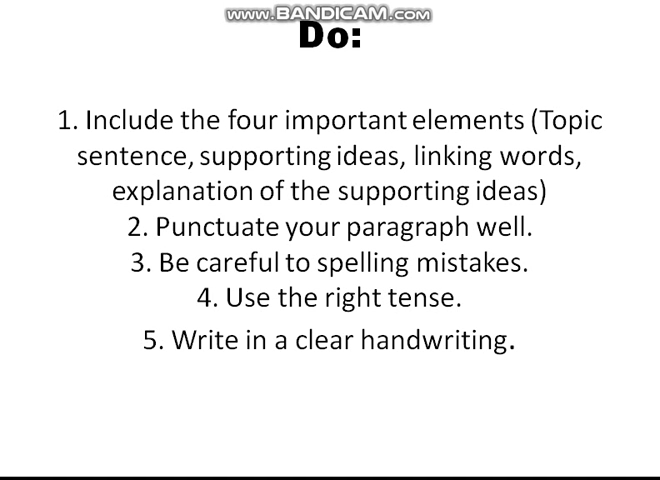 www.BANDICAM.com
Do:
1. Include the four important elements (Topic
sentence, supporting ideas, linking words,
explanation of the supporting ideas)
2. Punctuate your paragraph well.
3. Be careful to spelling mistakes.
4. Use the right tense.
5. Write in a clear handwriting.